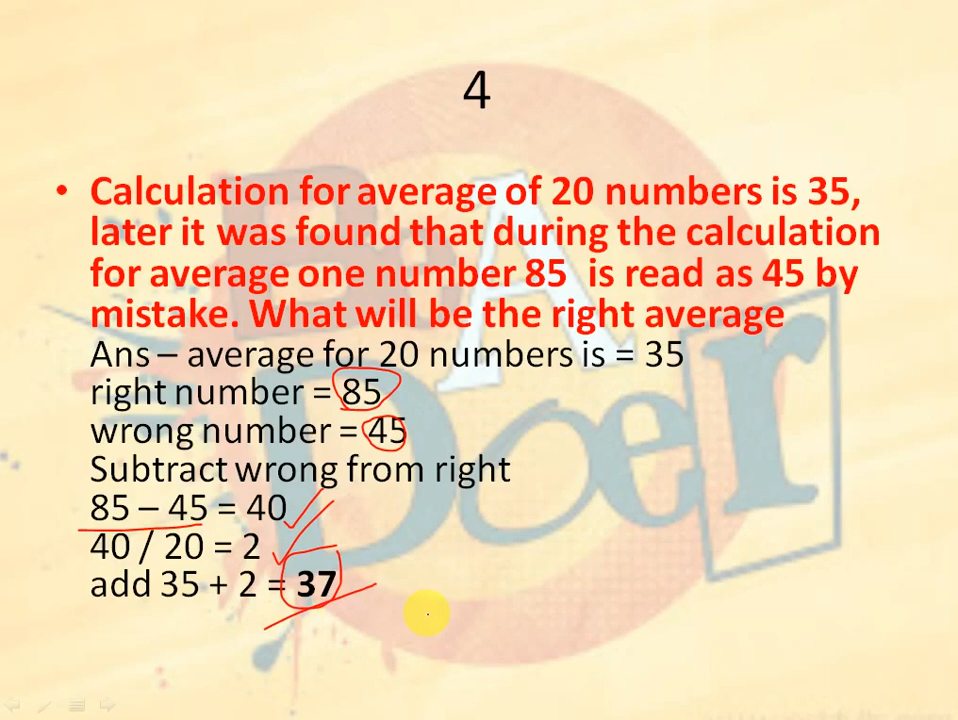 4
• Calculation for average of 20 numbers is 35,
later it was found that during the calculation
for average one number 85 is read as 45 by
mistake. What will be the right average
Ans – average for 20 numbers is = 35
right number = 85
wrong number = 45
Subtract wrong from right
85 – 45 = 40
40 / 20 = 2
add 35 + 2 = 37
BA
Doer